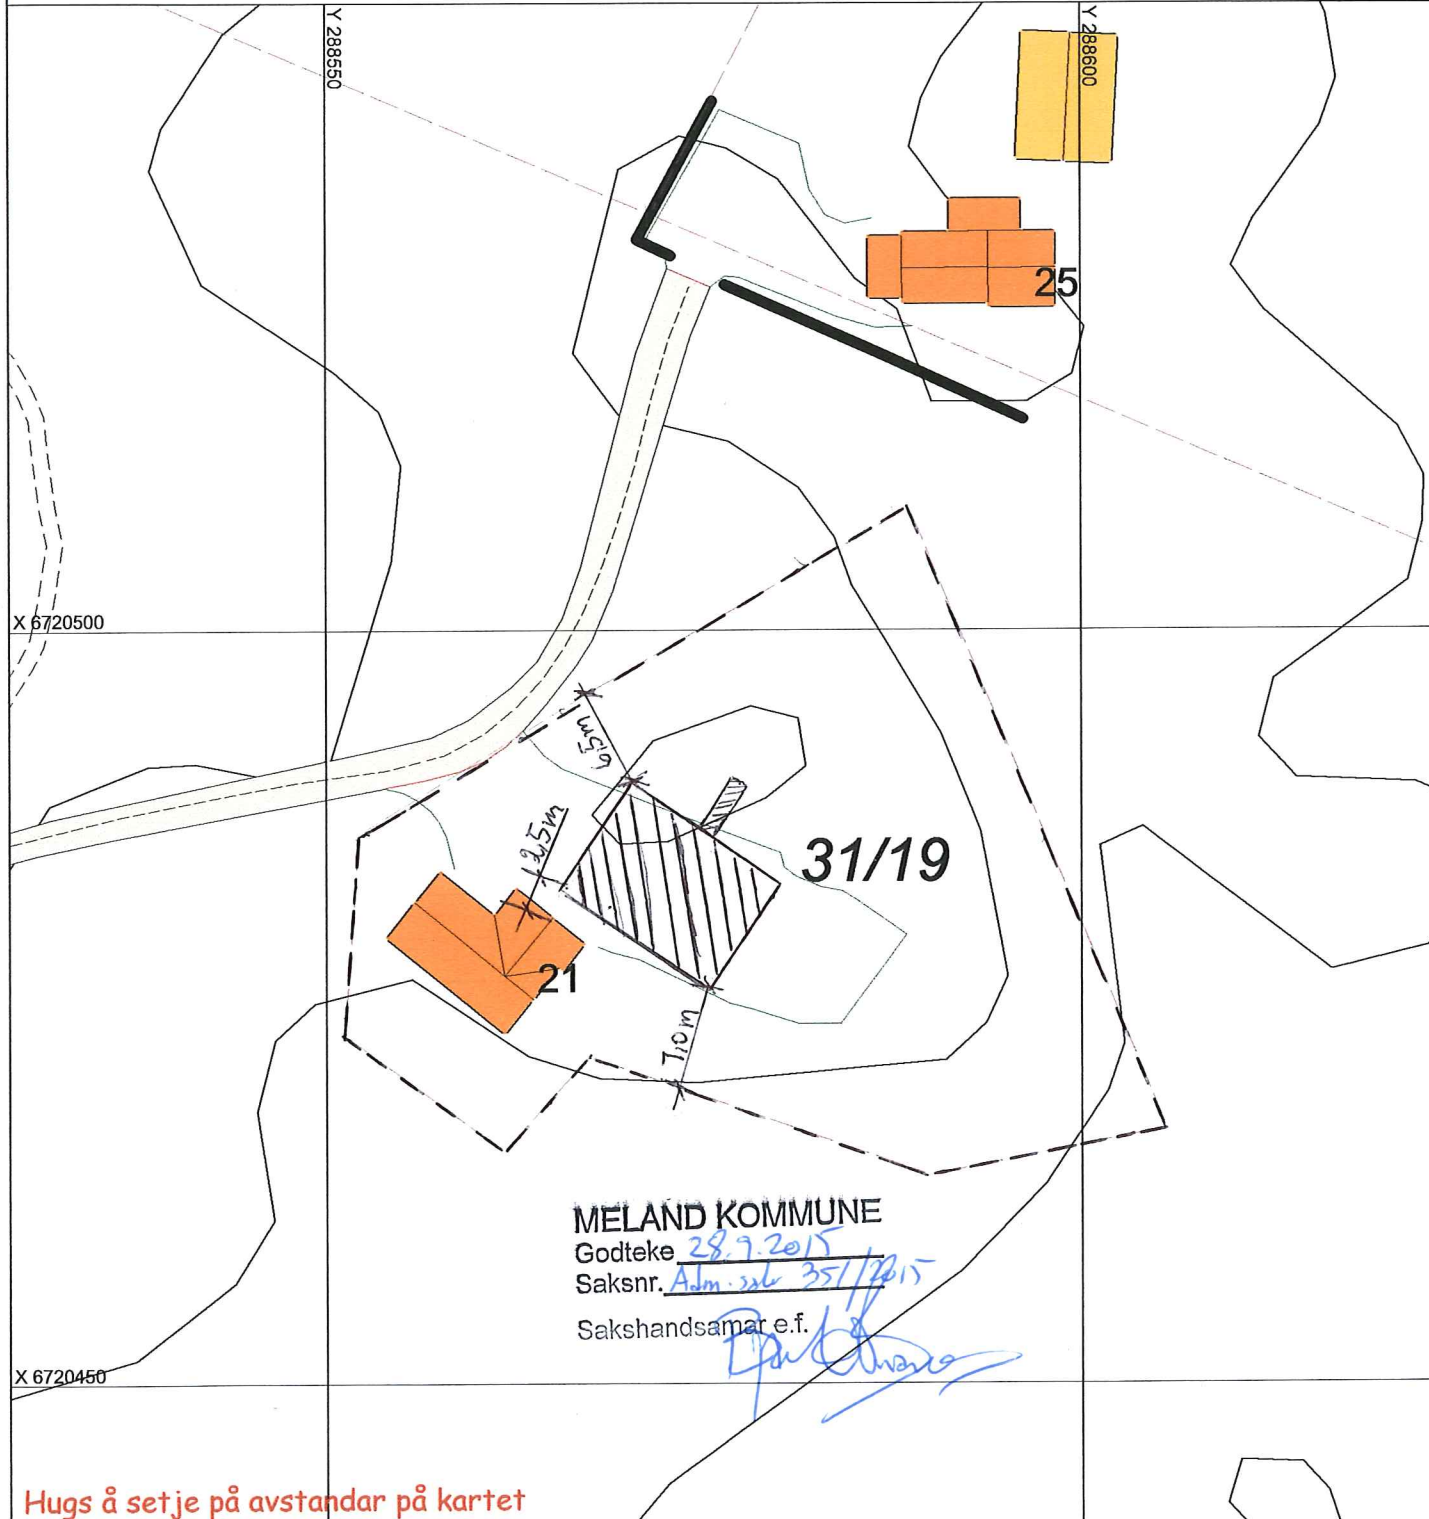 Y 288550
Y 288600
25
X 6720500
6,5m
2,5m
31/19
21
7,0m
MELAND KOMMUNE
Godteke 28.9.2015
Saksnr. Adm. sak 351/2015
Sakshandsamar e.f.
X 6720450
Hugs å setje på avstandar på kartet